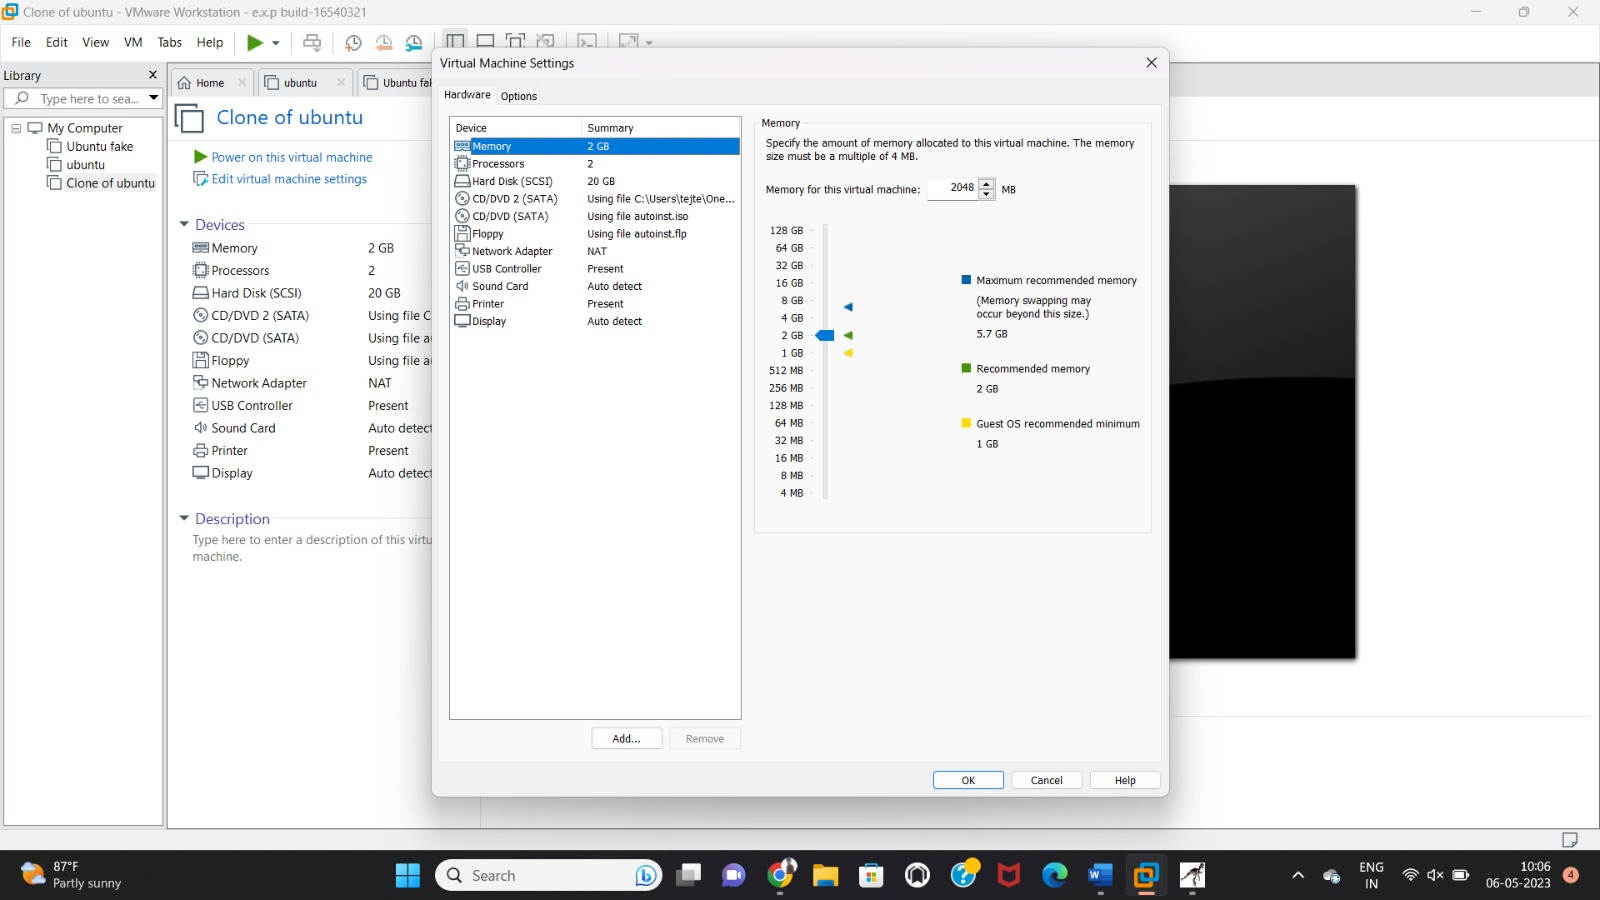 Clone of ubuntu - VMware Workstation - e.x.p build-16540321
File Edit View VM Tabs Help
Library
Type here to sea...
My Computer
Ubuntu fake
ubuntu
Clone of ubuntu
Home
ubuntu
Ubuntu fa
Clone of ubuntu
Power on this virtual machine
Edit virtual machine settings
Devices
Memory 2 GB
Processors 2
Hard Disk (SCSI) 20 GB
CD/DVD 2 (SATA) Using file C
CD/DVD (SATA) Using file a
Floppy Using file a
Network Adapter NAT
USB Controller Present
Sound Card Auto detect
Printer Present
Display Auto detect
Description
Type here to enter a description of this virtu
machine.
Virtual Machine Settings
Hardware Options
Device Summary
Memory 2 GB
Processors 2
Hard Disk (SCSI) 20 GB
CD/DVD 2 (SATA) Using file C:\Users\tejte\One...
CD/DVD (SATA) Using file autoinst.iso
Floppy Using file autoinst.flp
Network Adapter NAT
USB Controller Present
Sound Card Auto detect
Printer Present
Display Auto detect
Add... Remove
Memory
Specify the amount of memory allocated to this virtual machine. The memory
size must be a multiple of 4 MB.
Memory for this virtual machine: 2048 MB
128 GB
64 GB
32 GB
16 GB
8 GB
4 GB
2 GB
1 GB
512 MB
256 MB
128 MB
64 MB
32 MB
16 MB
8 MB
4 MB
Maximum recommended memory
(Memory swapping may
occur beyond this size.)
5.7 GB
Recommended memory
2 GB
Guest OS recommended minimum
1 GB
OK Cancel Help
87°F
Partly sunny
Search
ENG
IN
10:06
06-05-2023
4